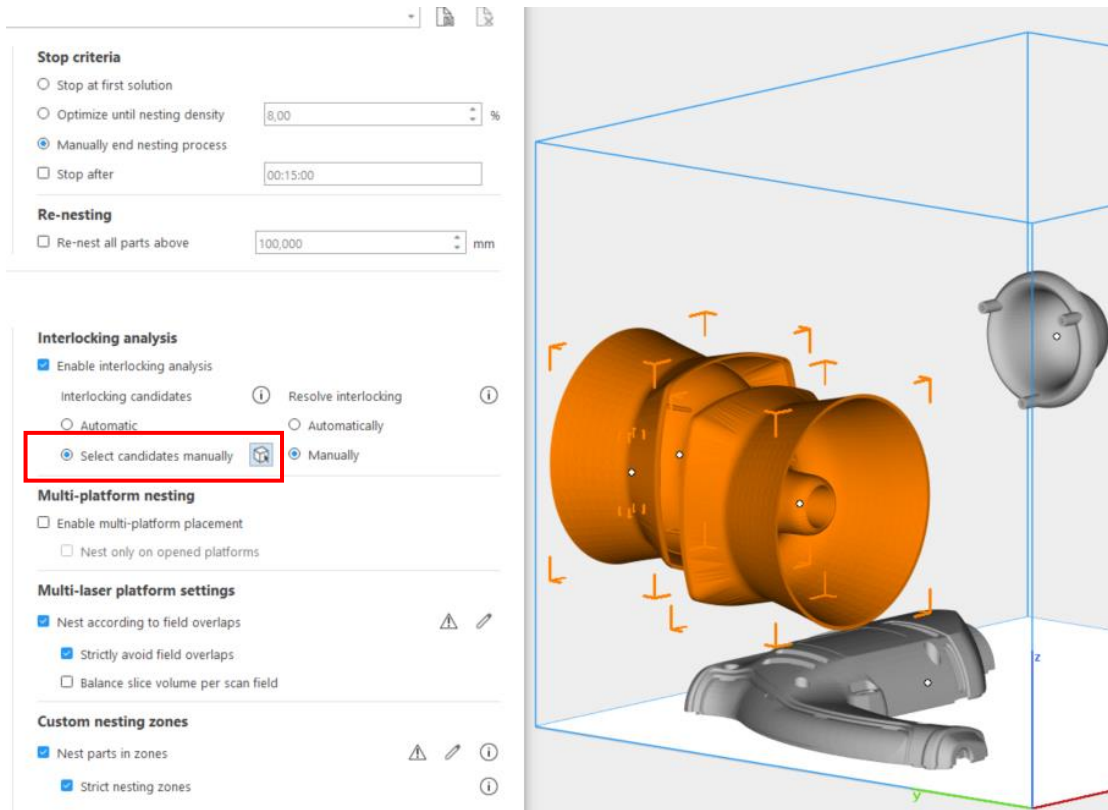 Stop criteria
Stop at first solution
Optimize until nesting density 8,00 %
Manually end nesting process
Stop after 00:15:00
Re-nesting
Re-nest all parts above 100,000 mm
Interlocking analysis
Enable interlocking analysis
Interlocking candidates Resolve interlocking
Automatic Automatically
Select candidates manually Manually
Multi-platform nesting
Enable multi-platform placement
Nest only on opened platforms
Multi-laser platform settings
Nest according to field overlaps
Strictly avoid field overlaps
Balance slice volume per scan field
Custom nesting zones
Nest parts in zones
Strict nesting zones
z
y